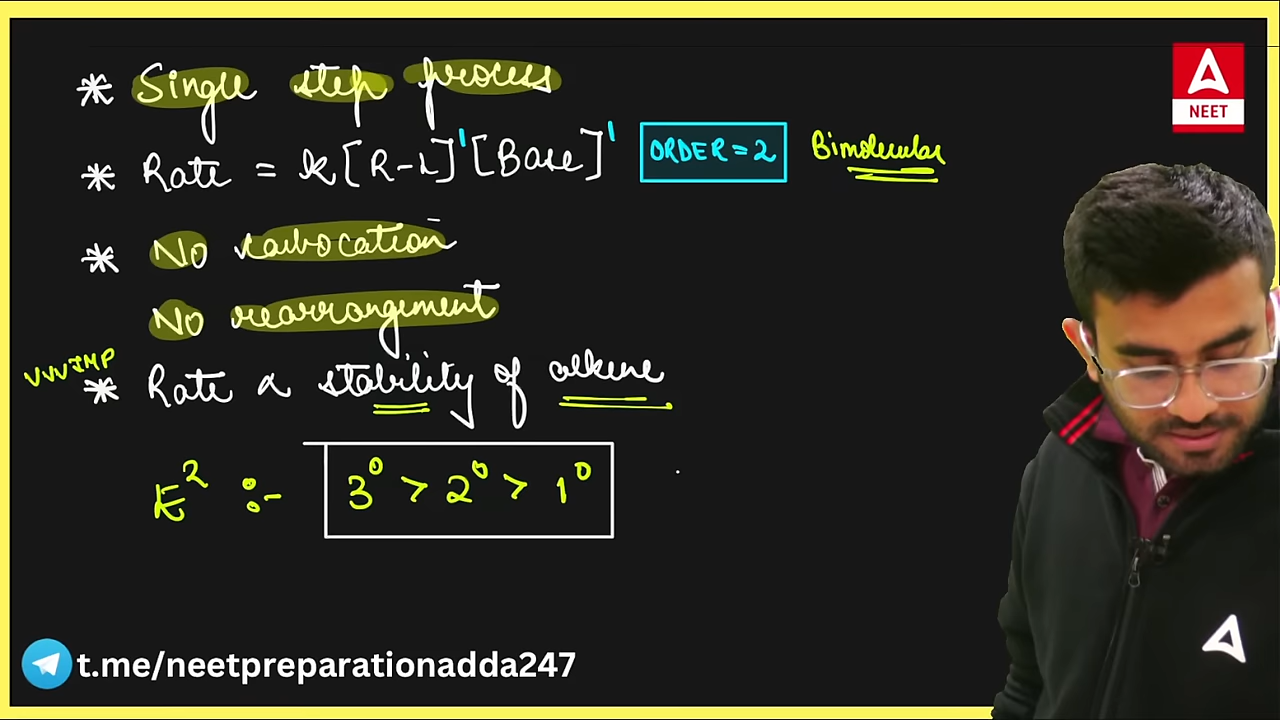 * Single step process
* Rate = k[R-L]¹[Base]¹ ORDER=2 Bimolecular
* No carbocation
No rearrangement
VVVIMP
* Rate α stability of alkene
E² :- 3° > 2° > 1°
NEET
t.me/neetpreparationadda247